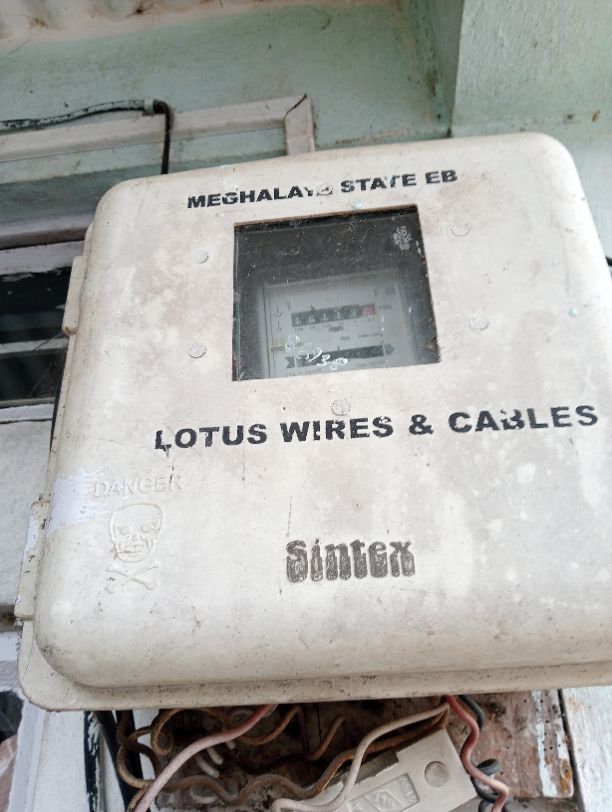 MEGHALAYA STATE EB
LOTUS WIRES & CABLES
DANGER
Sintex